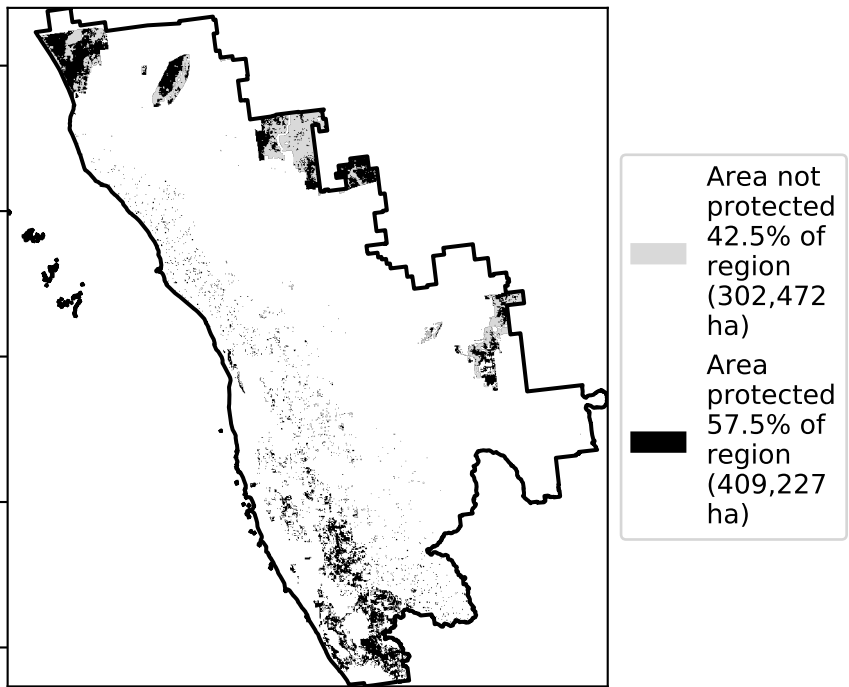 Area not
protected
42.5% of
region
(302,472
ha)
Area
protected
57.5% of
region
(409,227
ha)